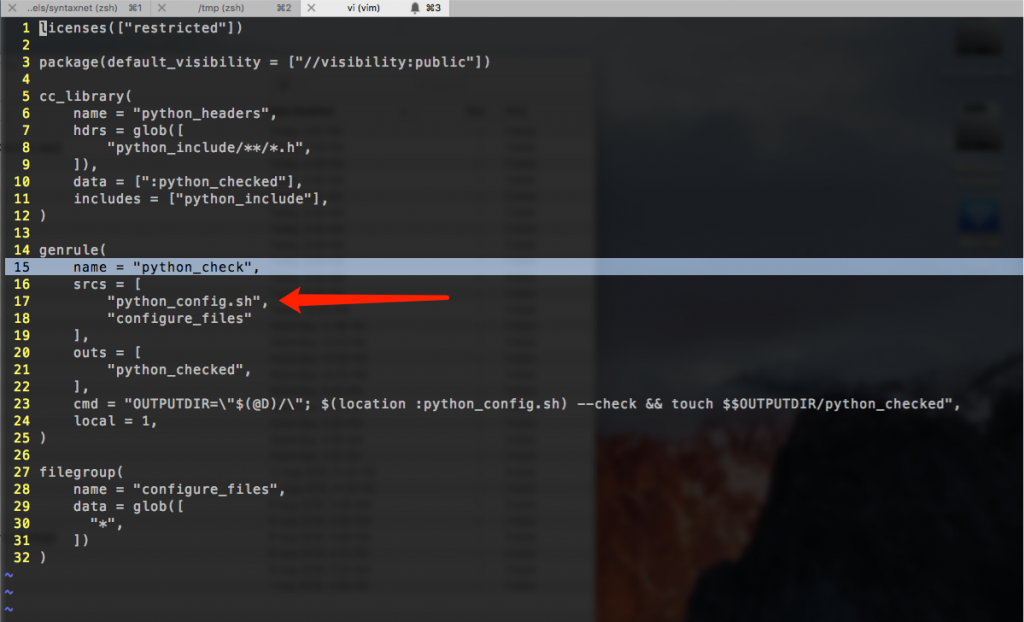 ..els/syntaxnet (zsh) ⌘1 /tmp (zsh) ⌘2 vi (vim) ⌘3
1 licenses(["restricted"])
2
3 package(default_visibility = ["//visibility:public"])
4
5 cc_library(
6     name = "python_headers",
7     hdrs = glob([
8         "python_include/**/*.h",
9     ]),
10     data = [":python_checked"],
11     includes = ["python_include"],
12 )
13
14 genrule(
15     name = "python_check",
16     srcs = [
17         "python_config.sh",
18         "configure_files"
19     ],
20     outs = [
21         "python_checked",
22     ],
23     cmd = "OUTPUTDIR=\"$(@D)/\"; $(location :python_config.sh) --check && touch $$OUTPUTDIR/python_checked",
24     local = 1,
25 )
26
27 filegroup(
28     name = "configure_files",
29     data = glob([
30       "*",
31     ])
32 )
~
~
~